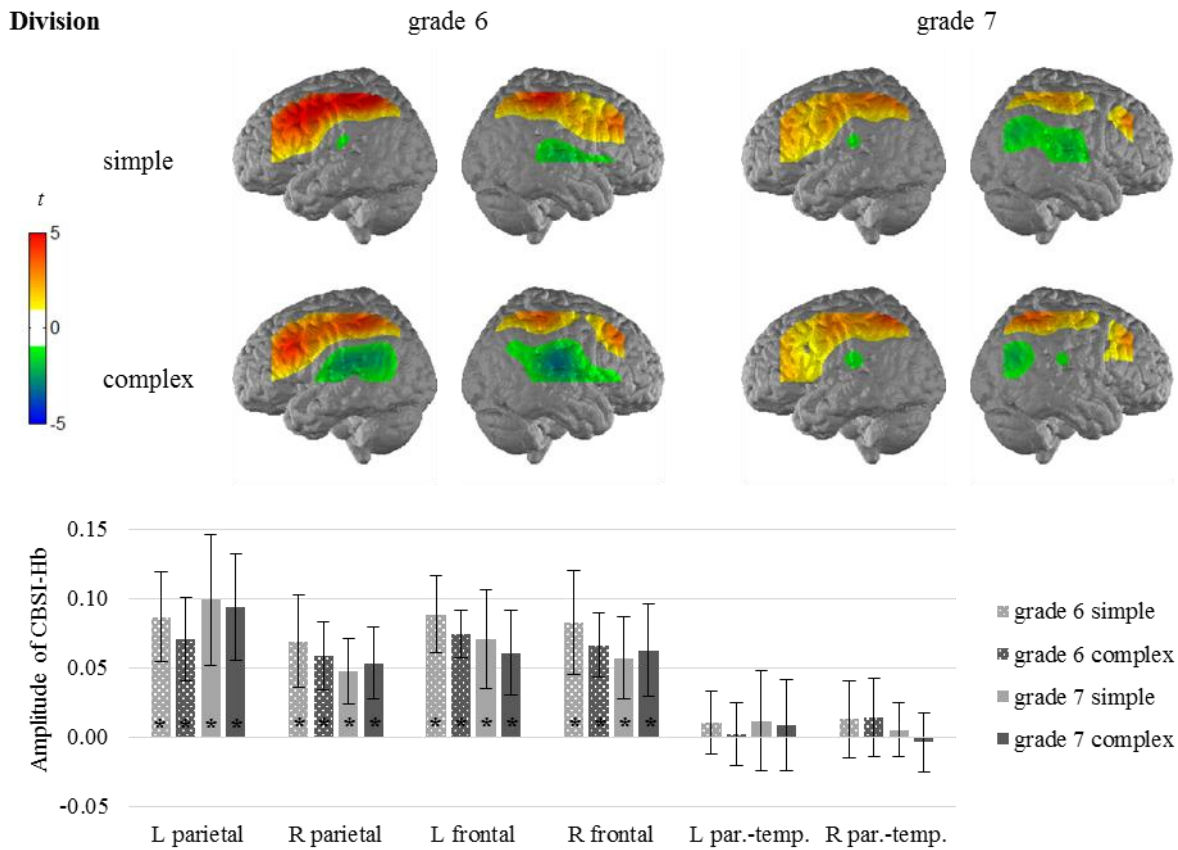 Division grade 6 grade 7
simple
t
5
0
-5
complex
Amplitude of CBSI-Hb
0.15
0.10
0.05
0.00
-0.05
* * * * * * * * * * * * * * * *
L parietal R parietal L frontal R frontal L par.-temp. R par.-temp.
grade 6 simple
grade 6 complex
grade 7 simple
grade 7 complex